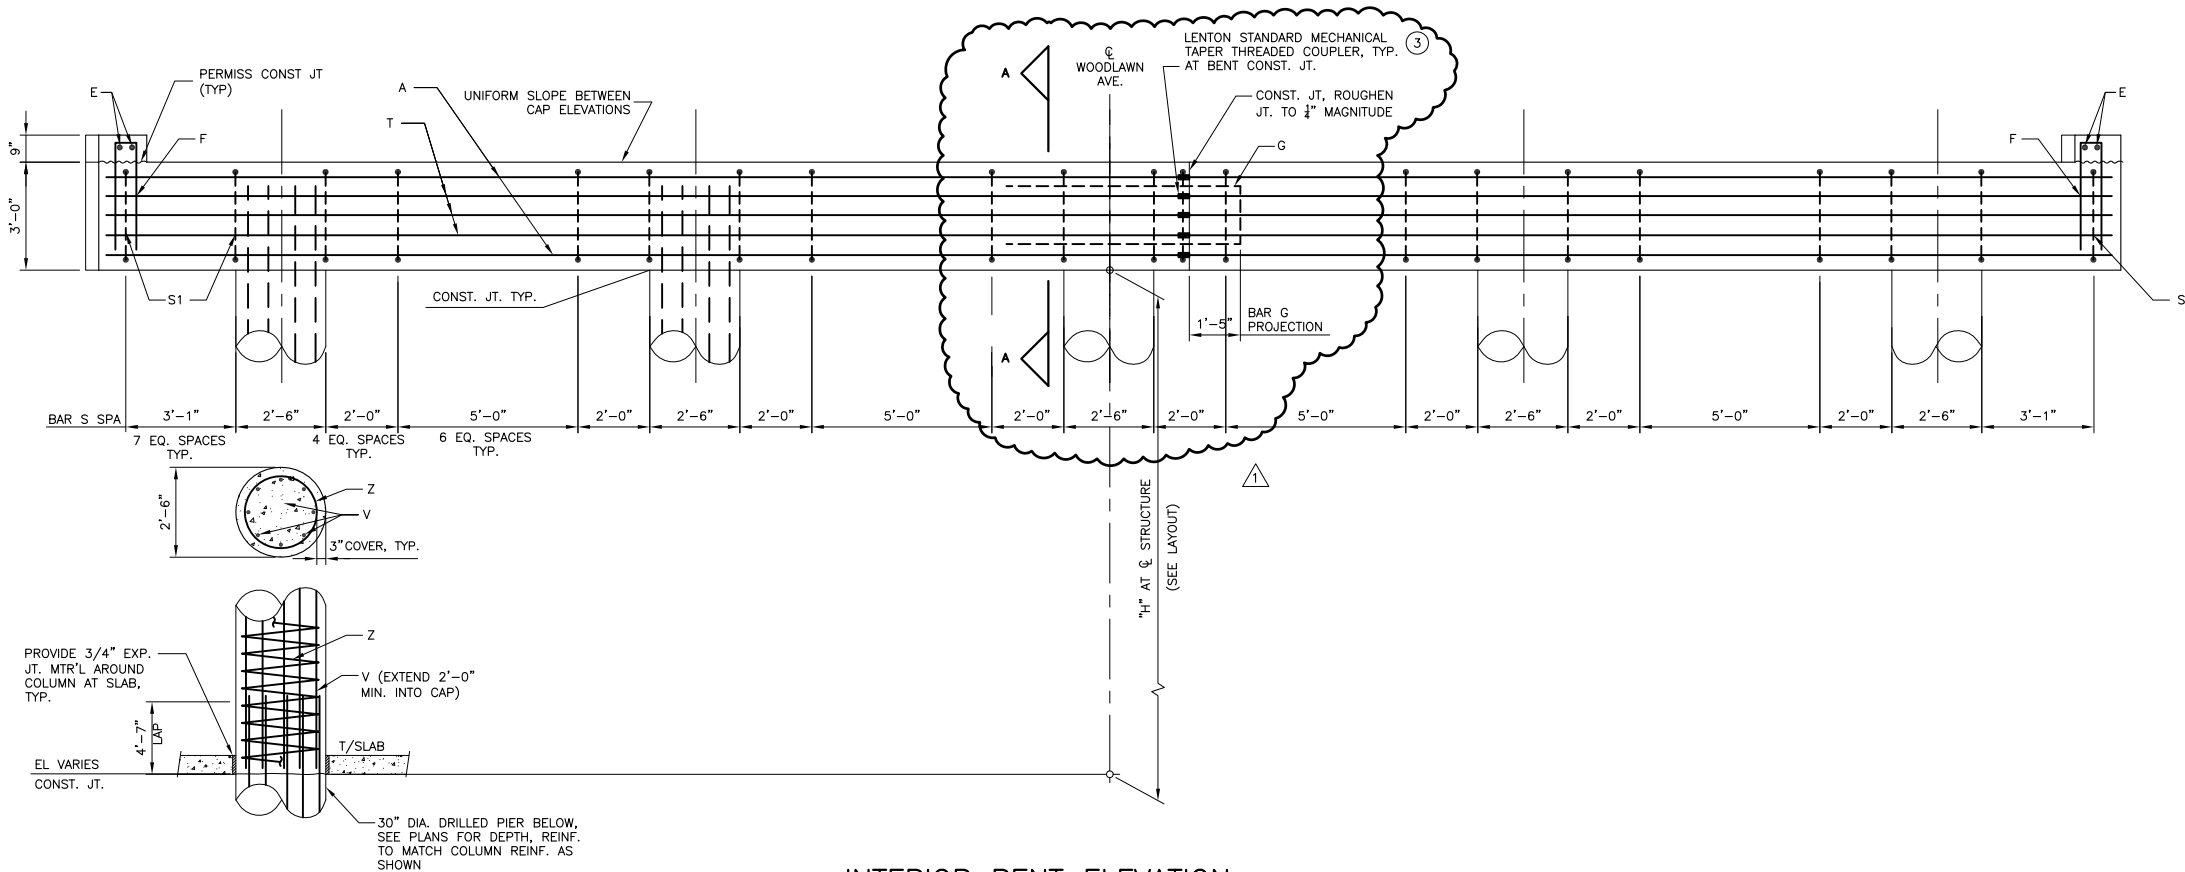 LENTON STANDARD MECHANICAL
TAPER THREADED COUPLER, TYP.
AT BENT CONST. JT.
3
A
℄
WOODLAWN
AVE.
PERMISS CONST JT
(TYP)
E
A
UNIFORM SLOPE BETWEEN
CAP ELEVATIONS
CONST. JT, ROUGHEN
JT. TO ¼" MAGNITUDE
E
T
F
G
F
9"
3'-0"
S1
CONST. JT. TYP.
S
1'-5"
BAR G
PROJECTION
A
BAR S SPA
3'-1"
2'-6"
2'-0"
5'-0"
2'-0"
2'-6"
2'-0"
5'-0"
2'-0"
2'-6"
2'-0"
5'-0"
2'-0"
2'-6"
2'-0"
5'-0"
2'-0"
2'-6"
3'-1"
7 EQ. SPACES
TYP.
4 EQ. SPACES
TYP.
6 EQ. SPACES
TYP.
1
2'-6"
Z
V
3" COVER, TYP.
"H" AT ℄ STRUCTURE
(SEE LAYOUT)
Z
PROVIDE 3/4" EXP.
JT. MTR'L AROUND
COLUMN AT SLAB,
TYP.
V (EXTEND 2'-0"
MIN. INTO CAP)
4'-7"
LAP
T/SLAB
EL VARIES
CONST. JT.
30" DIA. DRILLED PIER BELOW,
SEE PLANS FOR DEPTH, REINF.
TO MATCH COLUMN REINF. AS
SHOWN
INTERIOR BENT ELEVATION